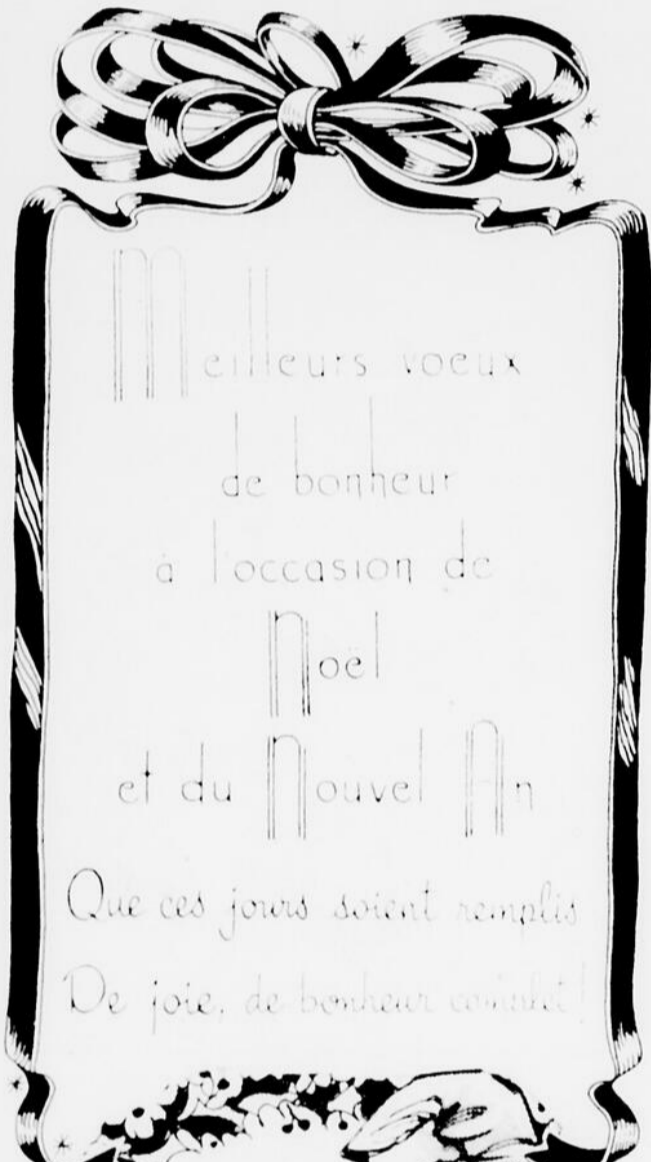 Meilleurs voeux
de bonheur
à l'occasion de
Noël
et du Nouvel An
Que ces jours soient remplis
De joie, de bonheur complet!